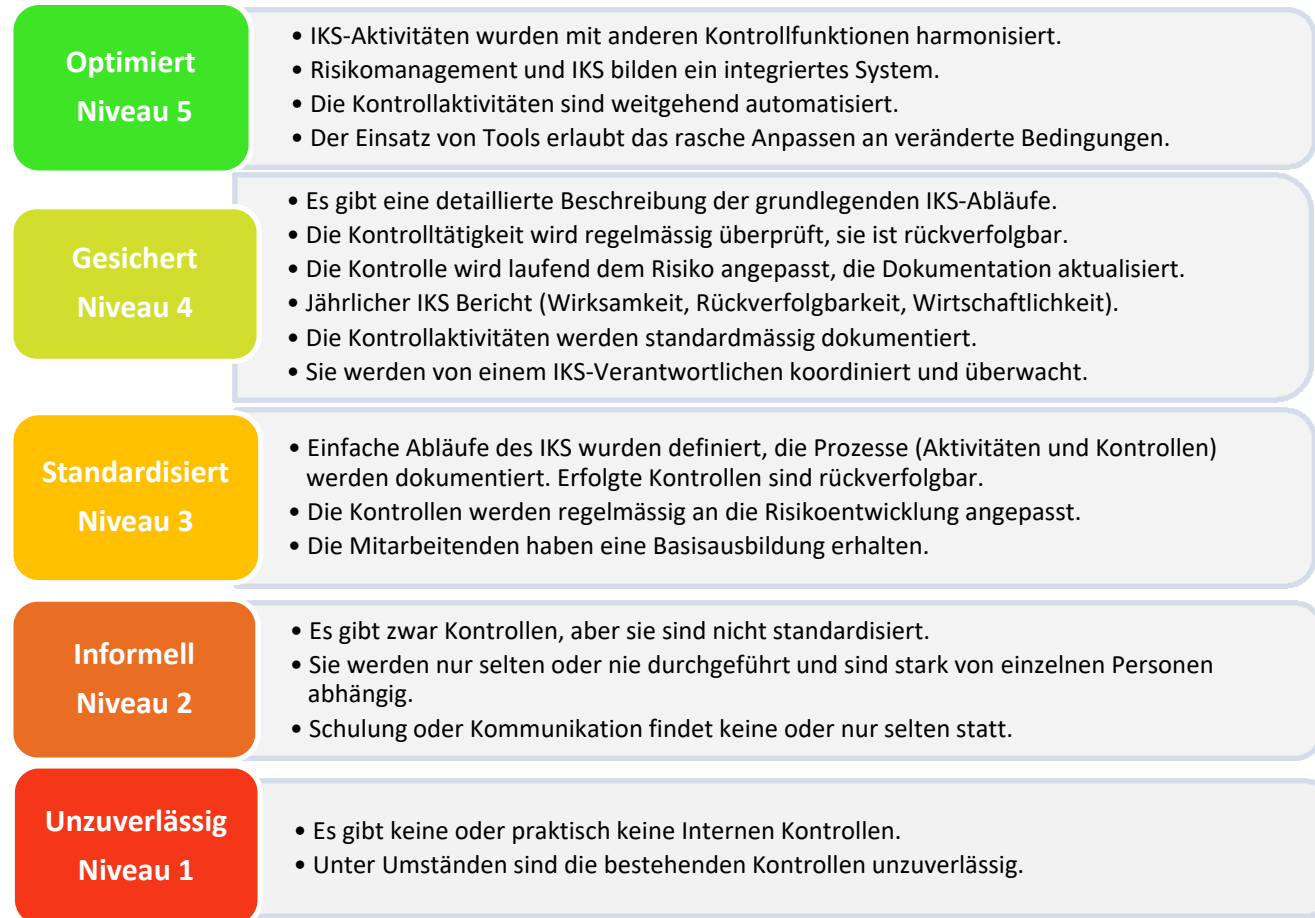 Optimiert
Niveau 5
• IKS-Aktivitäten wurden mit anderen Kontrollfunktionen harmonisiert.
• Risikomanagement und IKS bilden ein integriertes System.
• Die Kontrollaktivitäten sind weitgehend automatisiert.
• Der Einsatz von Tools erlaubt das rasche Anpassen an veränderte Bedingungen.
Gesichert
Niveau 4
• Es gibt eine detaillierte Beschreibung der grundlegenden IKS-Abläufe.
• Die Kontrolltätigkeit wird regelmässig überprüft, sie ist rückverfolgbar.
• Die Kontrolle wird laufend dem Risiko angepasst, die Dokumentation aktualisiert.
• Jährlicher IKS Bericht (Wirksamkeit, Rückverfolgbarkeit, Wirtschaftlichkeit).
• Die Kontrollaktivitäten werden standardmässig dokumentiert.
• Sie werden von einem IKS-Verantwortlichen koordiniert und überwacht.
Standardisiert
Niveau 3
• Einfache Abläufe des IKS wurden definiert, die Prozesse (Aktivitäten und Kontrollen)
werden dokumentiert. Erfolgte Kontrollen sind rückverfolgbar.
• Die Kontrollen werden regelmässig an die Risikoentwicklung angepasst.
• Die Mitarbeitenden haben eine Basisausbildung erhalten.
Informell
Niveau 2
• Es gibt zwar Kontrollen, aber sie sind nicht standardisiert.
• Sie werden nur selten oder nie durchgeführt und sind stark von einzelnen Personen
abhängig.
• Schulung oder Kommunikation findet keine oder nur selten statt.
Unzuverlässig
Niveau 1
• Es gibt keine oder praktisch keine Internen Kontrollen.
• Unter Umständen sind die bestehenden Kontrollen unzuverlässig.